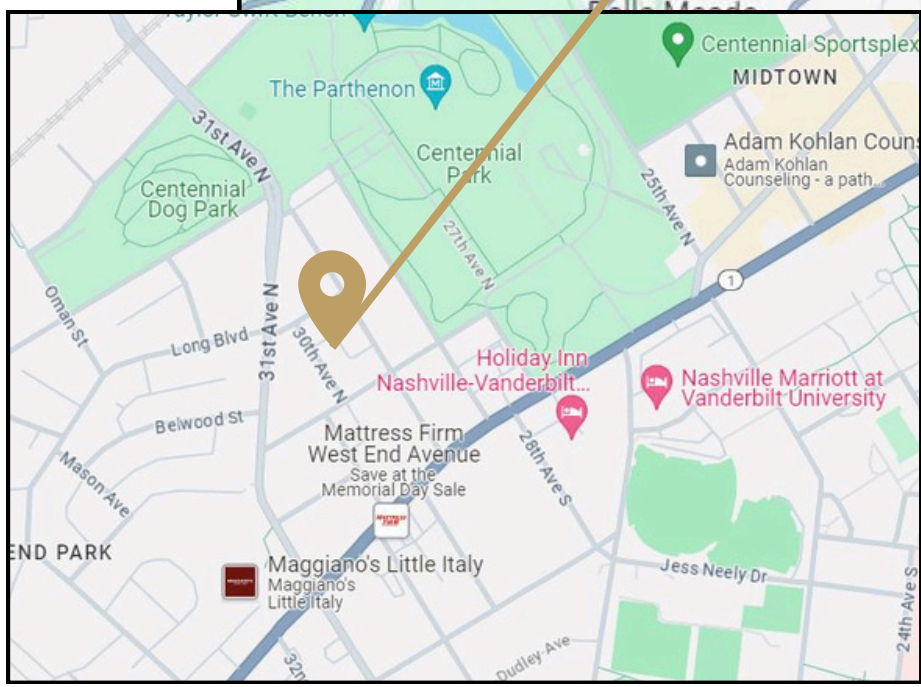 Centennial Sportsplex
MIDTOWN
The Parthenon
31st Ave N
Centennial
Park
25th Ave N
Adam Kohlan Couns
Adam Kohlan
Counseling - a path...
Centennial
Dog Park
27th Ave N
1
Oman St
31st Ave N
30th Ave N
Long Blvd
Holiday Inn
Nashville-Vanderbilt...
Nashville Marriott at
Vanderbilt University
Belwood St
Mattress Firm
West End Avenue
Save at the
Memorial Day Sale
28th Ave S
Mason Ave
END PARK
Maggiano's Little Italy
Maggiano's
Little Italy
Jess Neely Dr
24th Ave S
Dudley Ave
32n